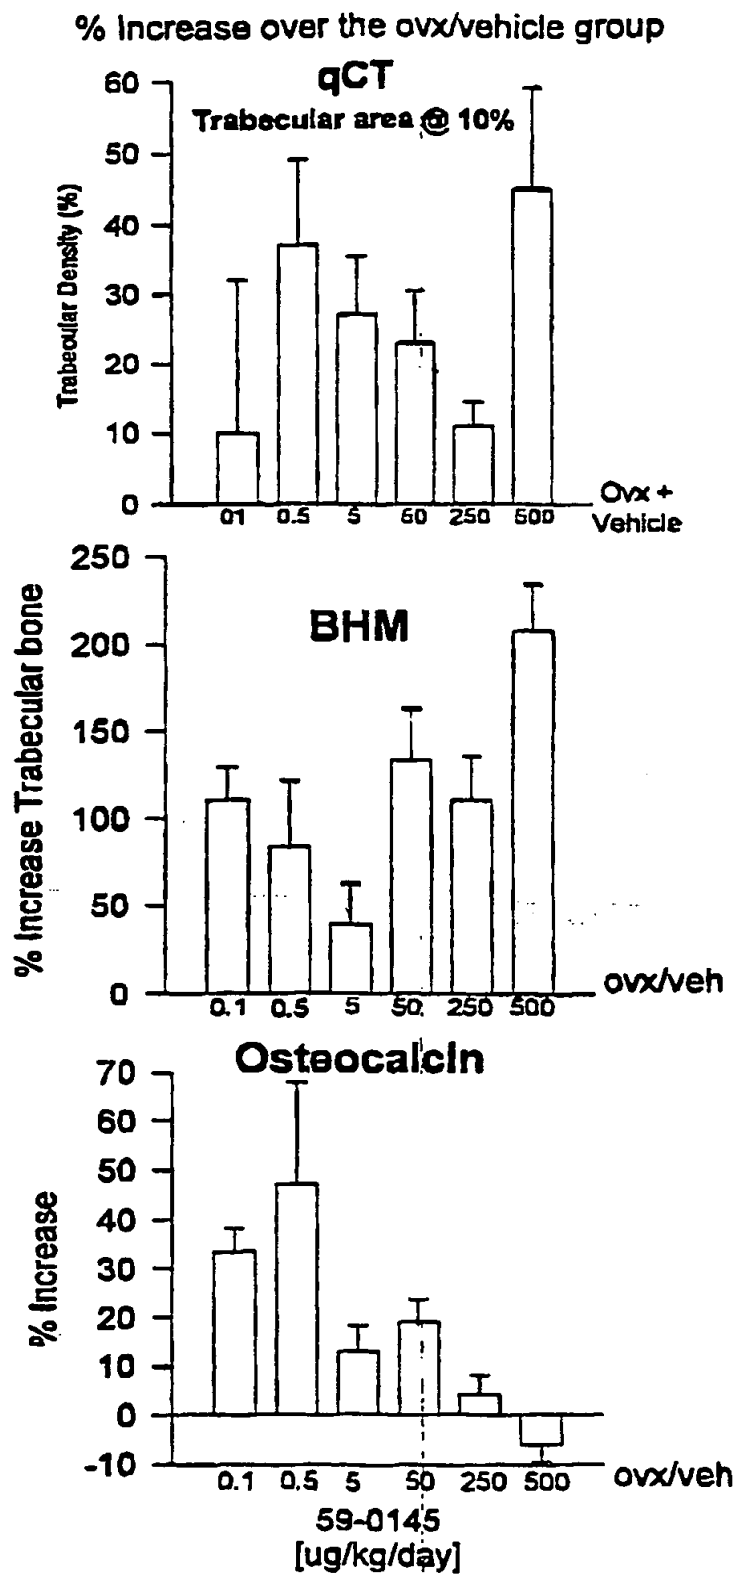 % Increase over the ovx/vehicle group
qCT
Trabecular area @ 10%
Trabecular Density (%)
60
50
40
30
20
10
0
01 0.5 5 50 250 500
Ovx +
Vehicle
BHM
% Increase Trabecular bone
250
200
150
100
50
0
0.1 0.5 5 50 250 500
ovx/veh
Osteocalcin
% Increase
70
60
50
40
30
20
10
0
-10
0.1 0.5 5 50 250 500
ovx/veh
59-0145
[ug/kg/day]